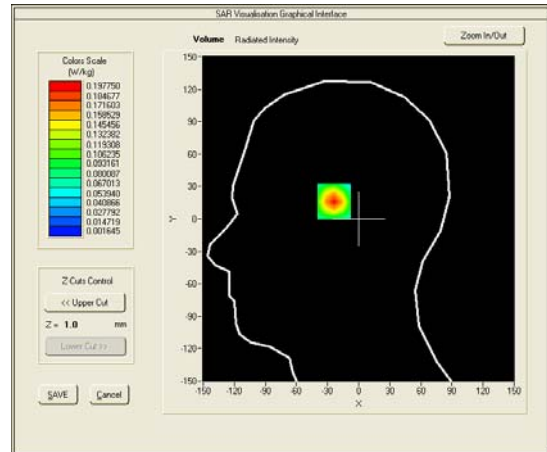 SAR Visualisation Graphical Interface
Volume Radiated Intensity
Zoom In/Out
Colors Scale
(W/kg)
0.197750
0.184677
0.171603
0.158529
0.145456
0.132382
0.119308
0.106235
0.093161
0.080087
0.067013
0.053940
0.040866
0.027792
0.014719
0.001645
Z Cuts Control
<< Upper Cut
Z = 1.0 mm
Lower Cut >>
SAVE Cancel
150
120
90
60
30
0
-30
-60
-90
-120
-150
Y
-150 -120 -90 -60 -30 0 30 60 90 120 150
X